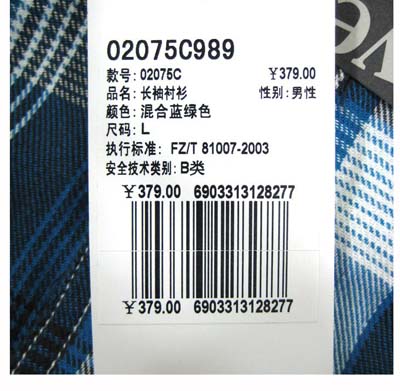 02075C989
款号: 02075C ￥379.00
品名: 长袖衬衫 性别: 男性
颜色: 混合蓝绿色
尺码: L
执行标准: FZ/T 81007-2003
安全技术类别: B类
￥379.00 6903313128277
￥379.00 6903313128277